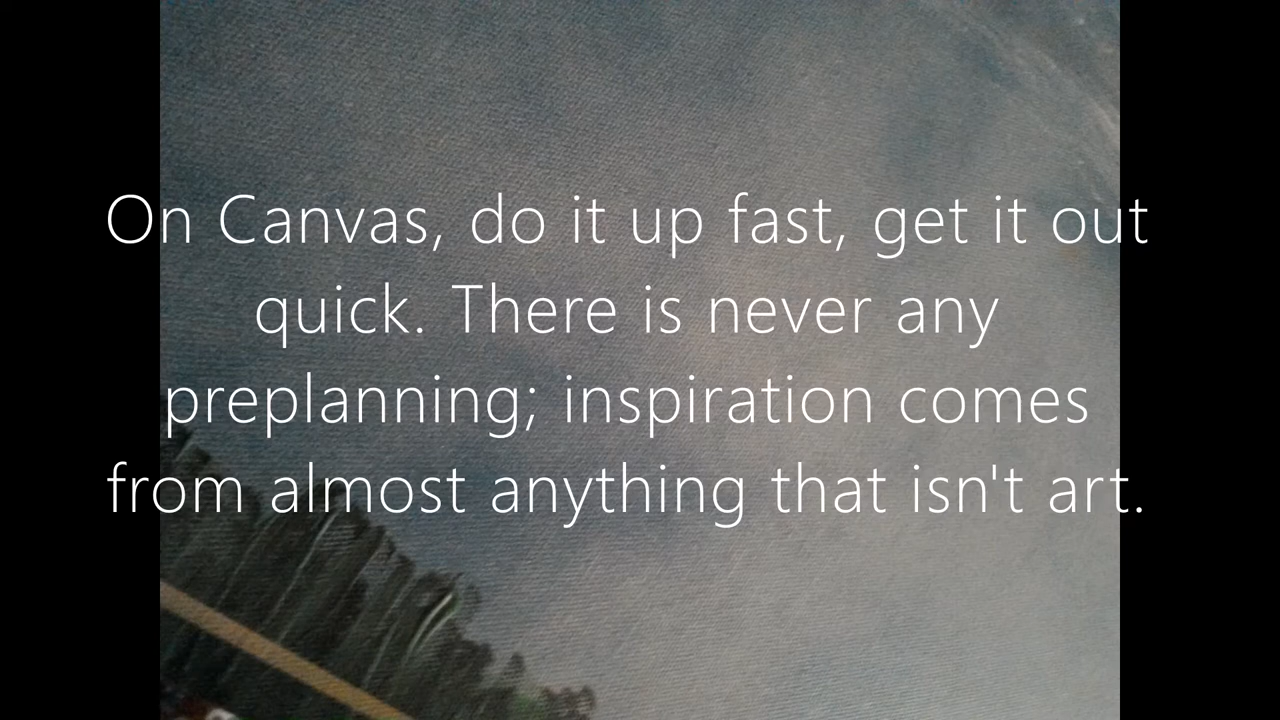 On Canvas, do it up fast, get it out
quick. There is never any
preplanning; inspiration comes
from almost anything that isn't art.